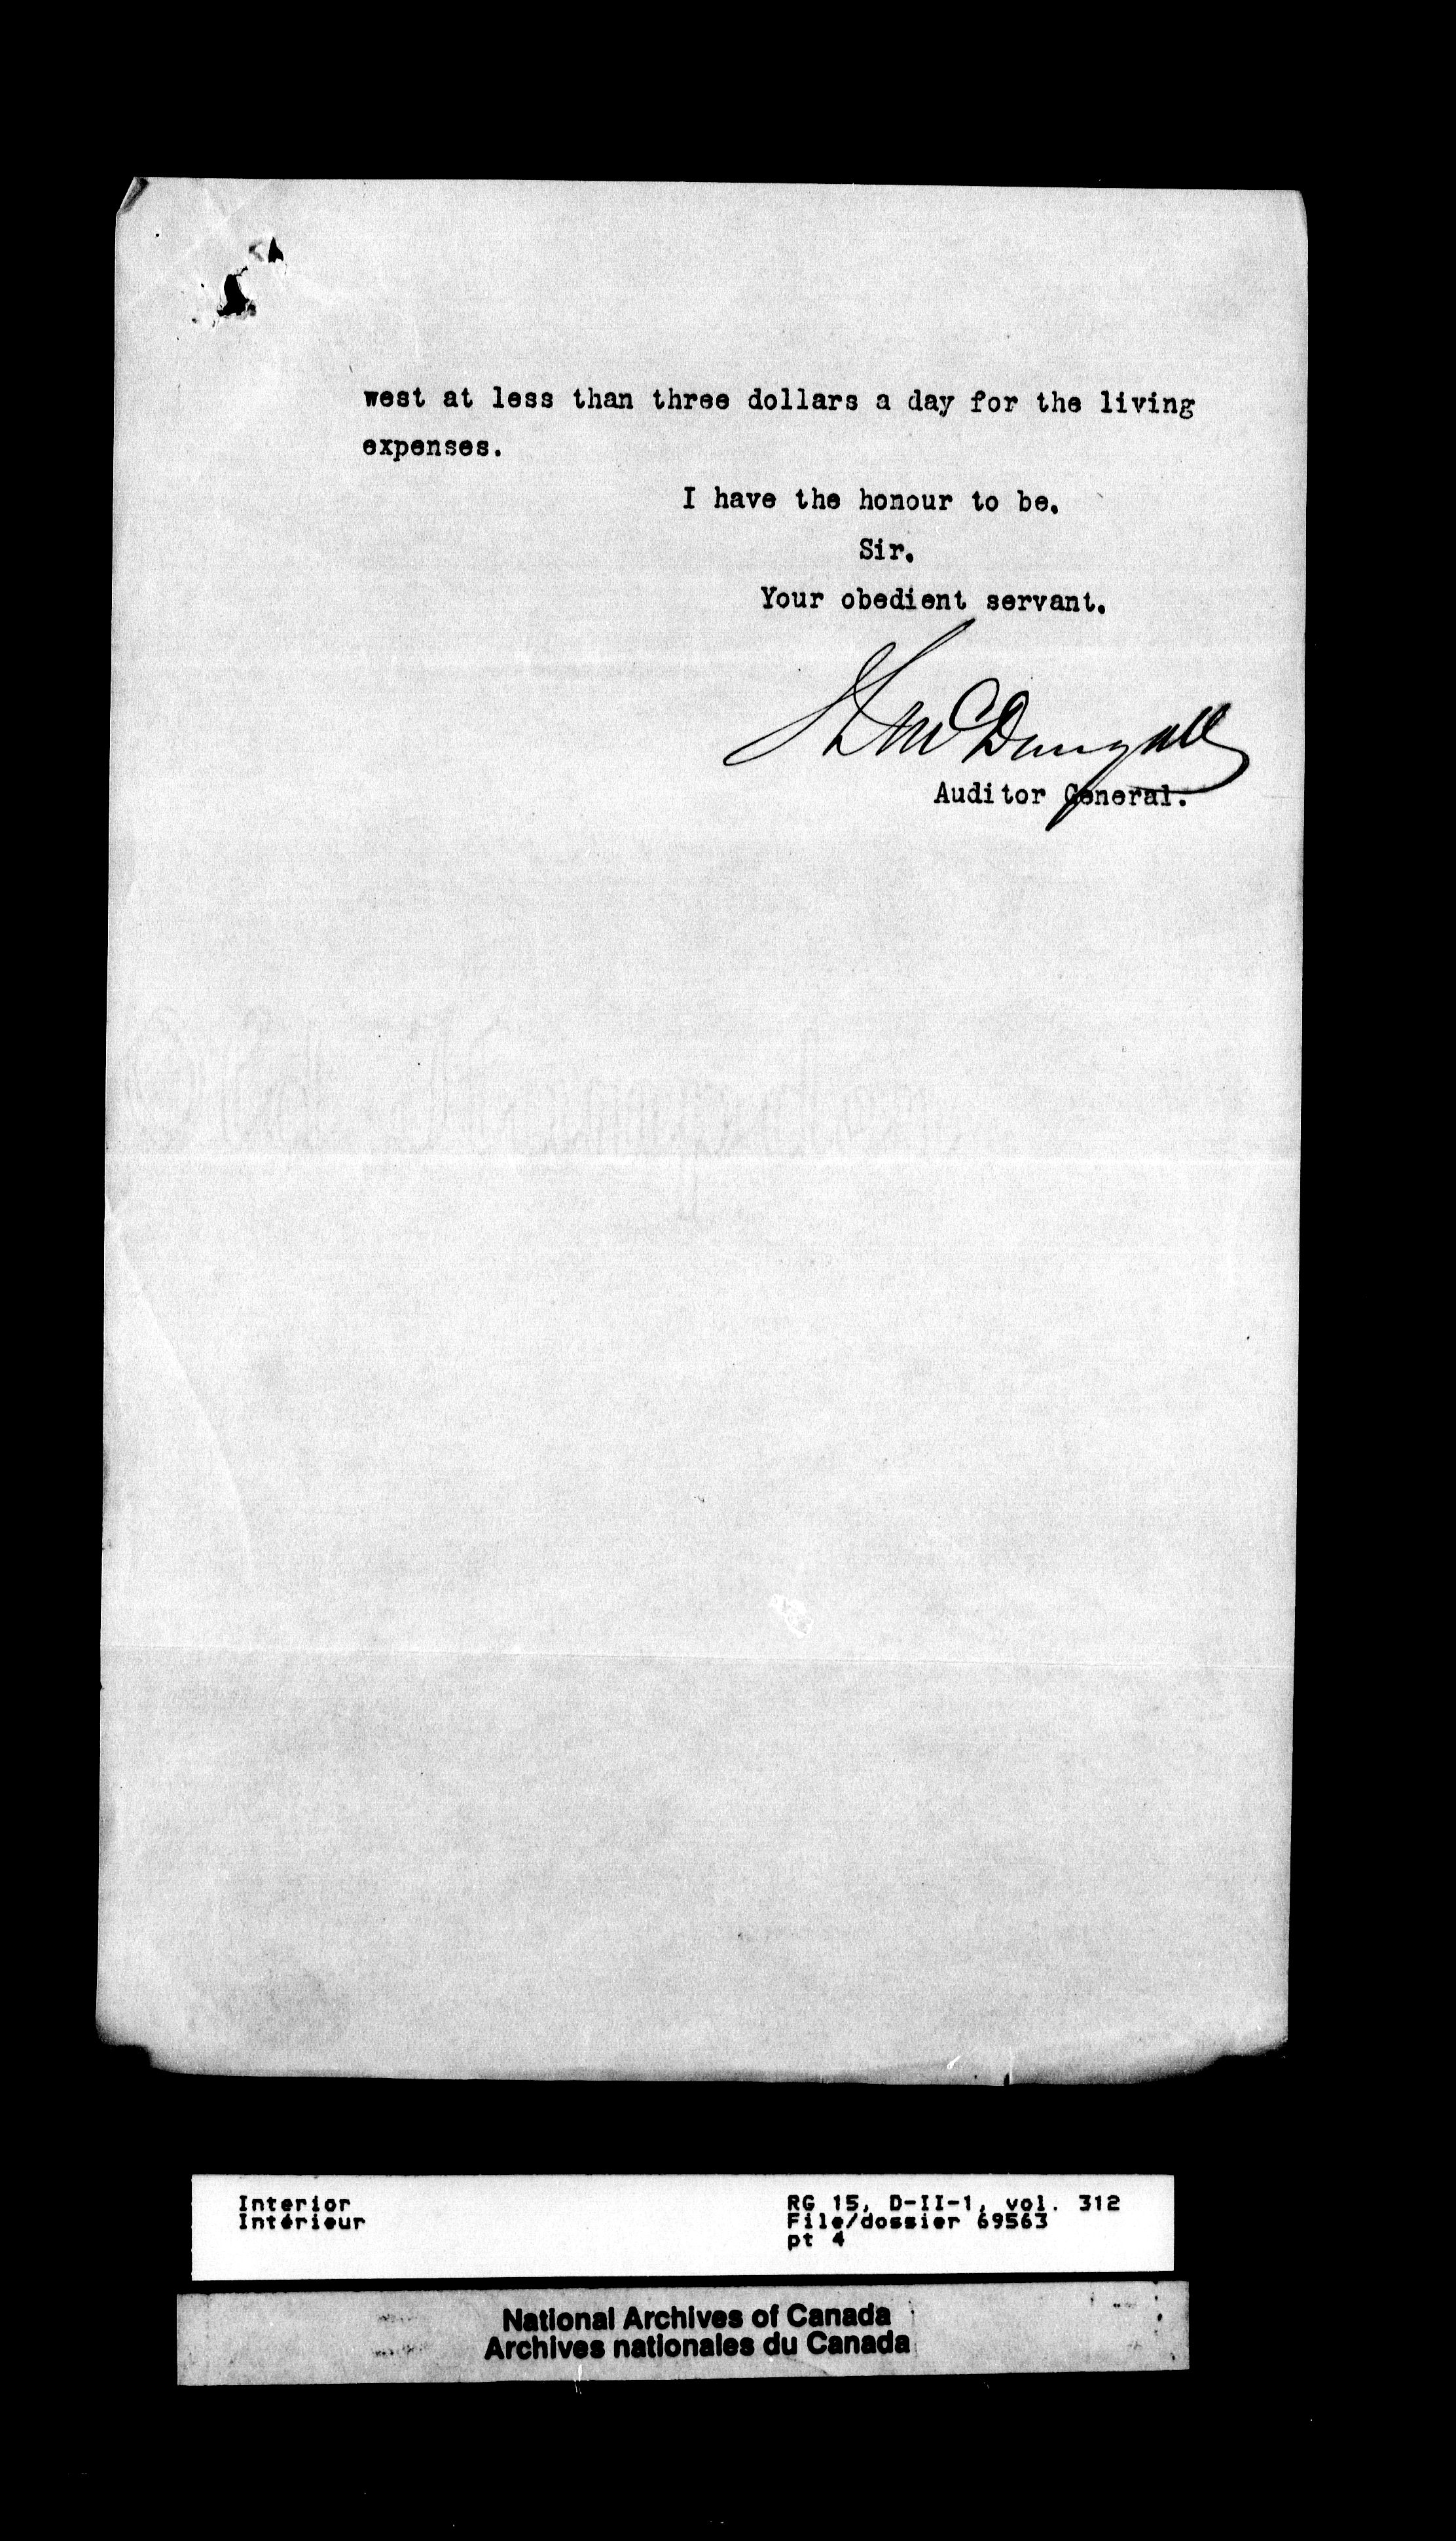 west at less than three dollars a day for the living
expenses.
I have the honour to be.
Sir.
Your obedient servant.
J L McDougall
Auditor General.
Interior
Intérieur
RG 15, D-II-1, vol. 312
File/dossier 69563
pt 4
National Archives of Canada
Archives nationales du Canada